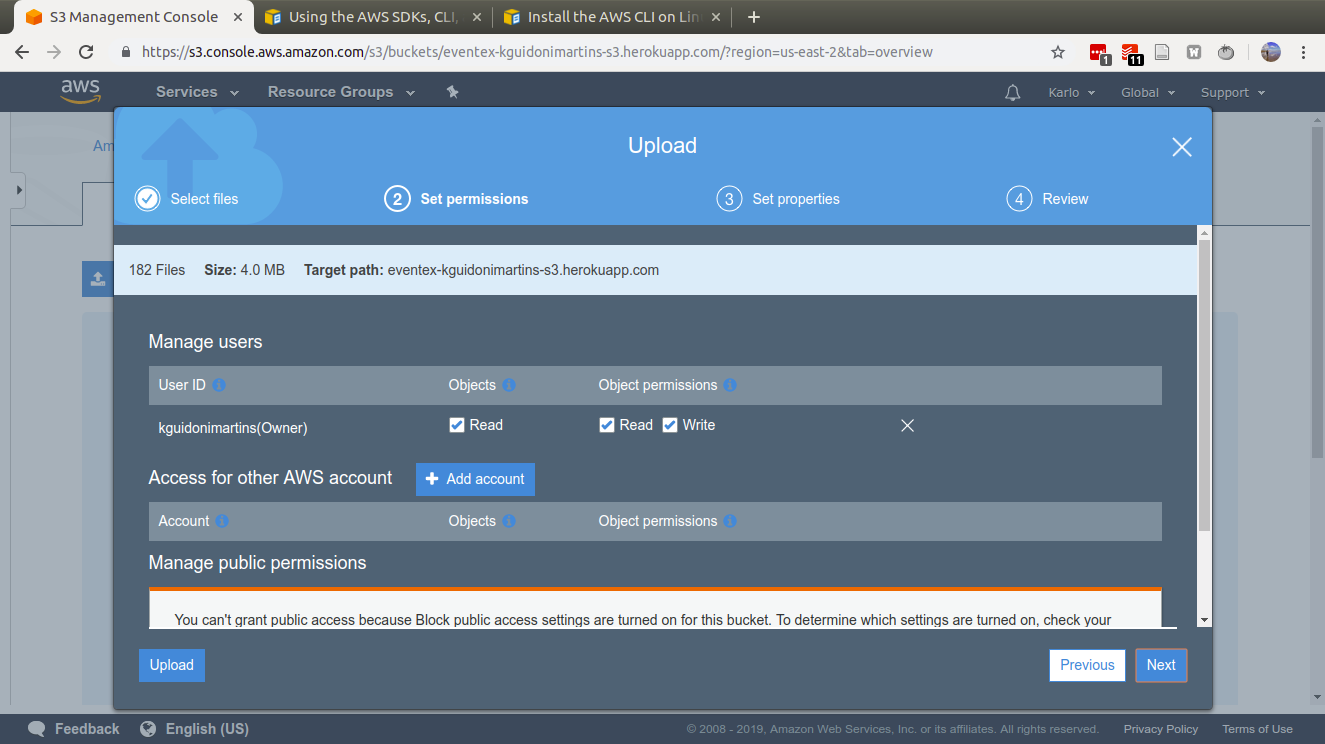 S3 Management Console
Using the AWS SDKs, CLI,
Install the AWS CLI on Lin
https://s3.console.aws.amazon.com/s3/buckets/eventex-kguidonimartins-s3.herokuapp.com/?region=us-east-2&tab=overview
1
11
W
aws
Services
Resource Groups
Karlo
Global
Support
Am
Upload
Select files
2 Set permissions
3 Set properties
4 Review
182 Files Size: 4.0 MB Target path: eventex-kguidonimartins-s3.herokuapp.com
Manage users
User ID Objects Object permissions
kguidonimartins(Owner) Read Read Write
Access for other AWS account + Add account
Account Objects Object permissions
Manage public permissions
You can't grant public access because Block public access settings are turned on for this bucket. To determine which settings are turned on, check your
Upload Previous Next
Feedback English (US) © 2008 - 2019, Amazon Web Services, Inc. or its affiliates. All rights reserved. Privacy Policy Terms of Use